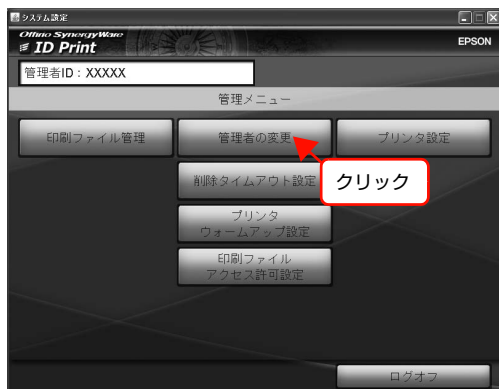 システム設定
Offirio SynergyWare
ID Print
EPSON
管理者ID：XXXXX
管理メニュー
印刷ファイル管理
管理者の変更
プリンタ設定
削除タイムアウト設定
クリック
プリンタ
ウォームアップ設定
印刷ファイル
アクセス許可設定
ログオフ